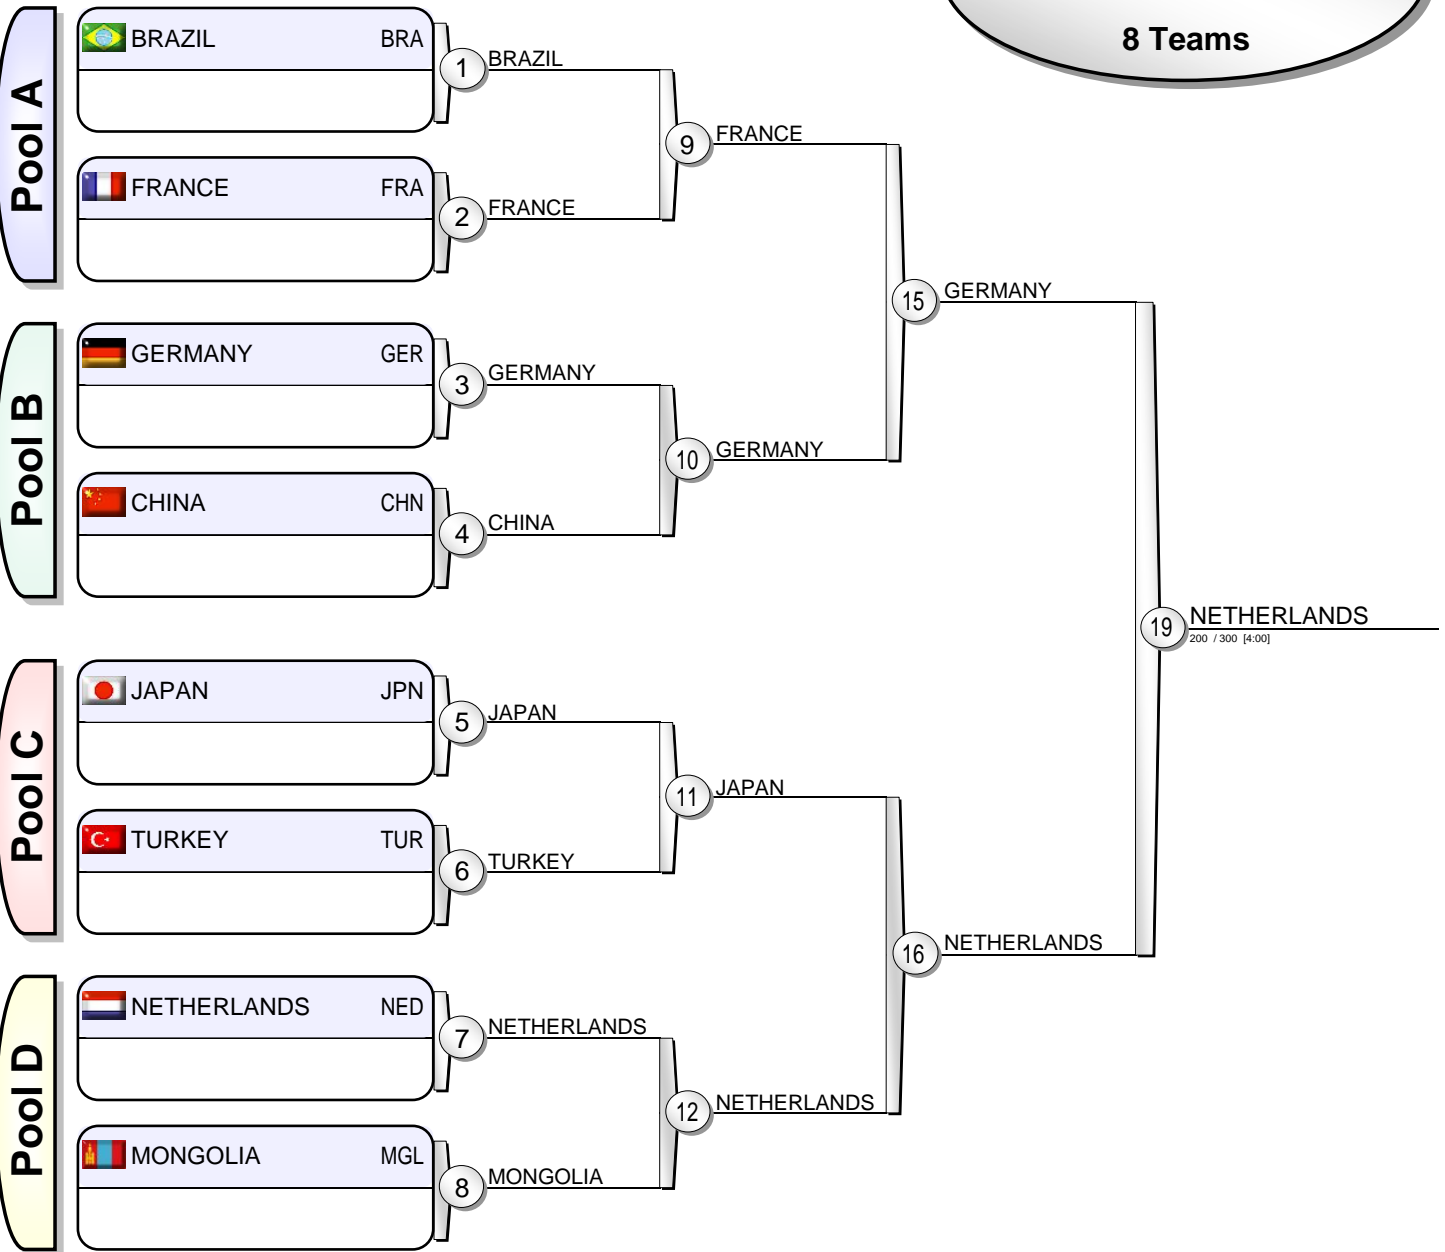 8 Teams
Pool A
BRAZIL BRA
1
BRAZIL
FRANCE FRA
2
FRANCE
9
FRANCE
Pool B
GERMANY GER
3
GERMANY
CHINA CHN
4
CHINA
10
GERMANY
15
GERMANY
Pool C
JAPAN JPN
5
JAPAN
TURKEY TUR
6
TURKEY
11
JAPAN
Pool D
NETHERLANDS NED
7
NETHERLANDS
MONGOLIA MGL
8
MONGOLIA
12
NETHERLANDS
16
NETHERLANDS
19
NETHERLANDS
200 / 300 [4:00]